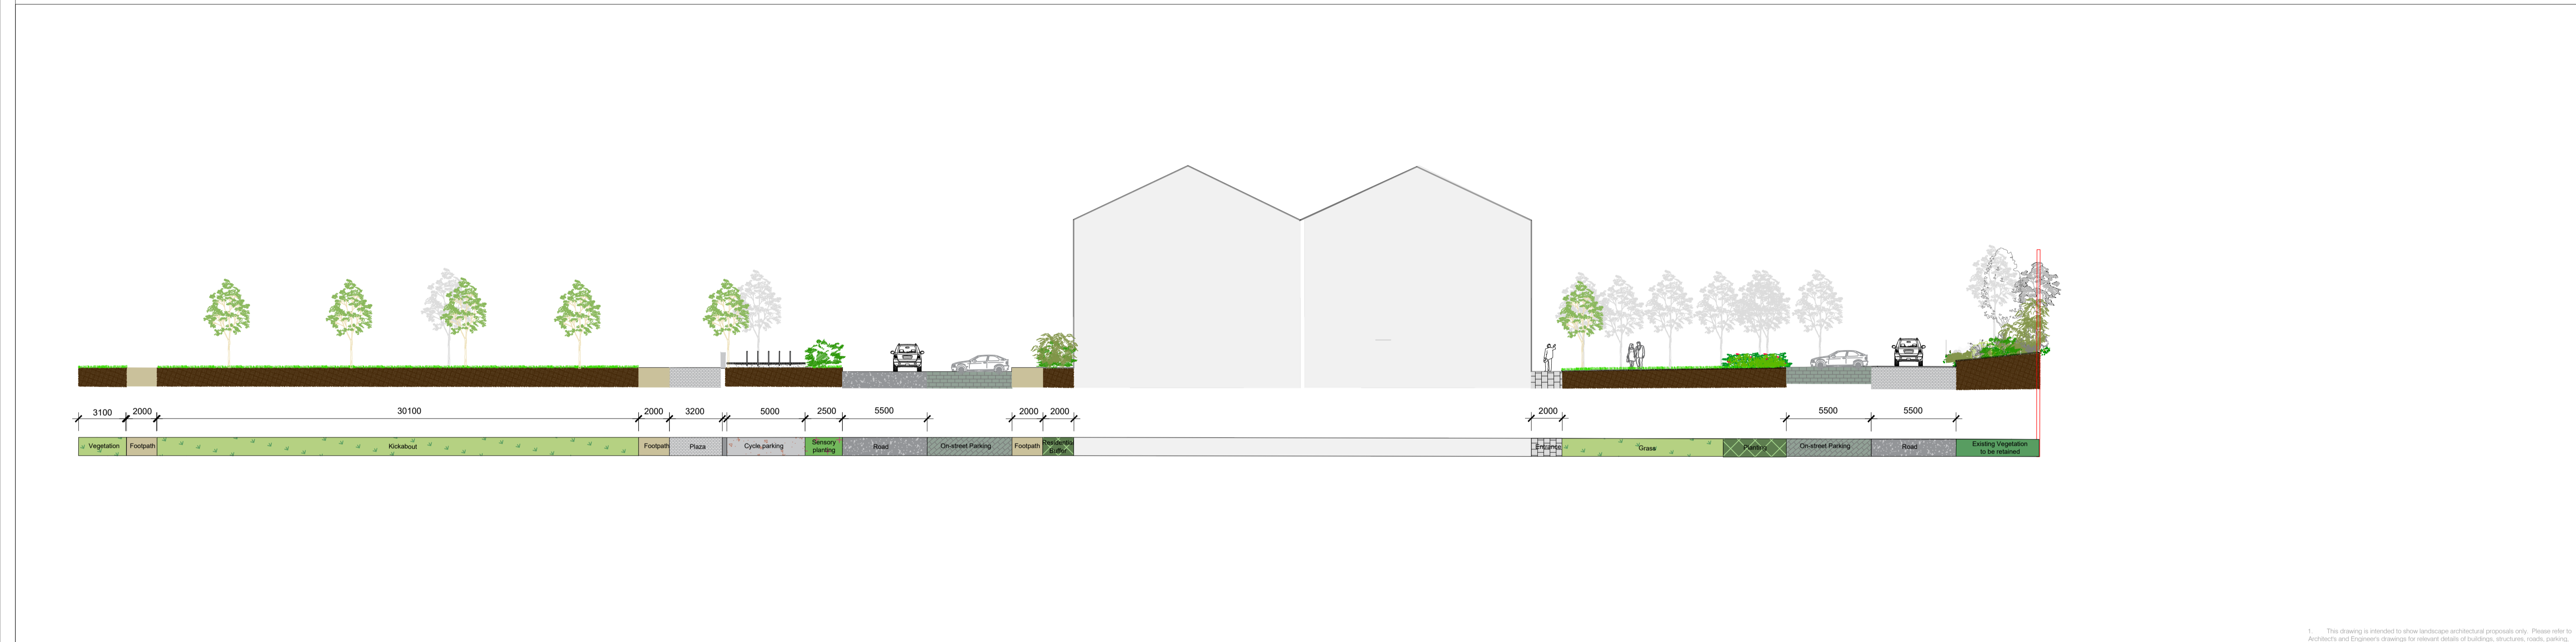 3100 2000 30100 2000 3200 5000 2500 5500 2000 2000 2000 5500 5500
Vegetation Footpath Kickabout Footpath Plaza Cycle parking Sensory planting Road On-street Parking Footpath Buffer Entrance Grass Planting On-street Parking Road Existing Vegetation to be retained
1. This drawing is intended to show landscape architectural proposals only. Please refer to
Architect's and Engineer's drawings for relevant details of buildings, structures, roads, parking,